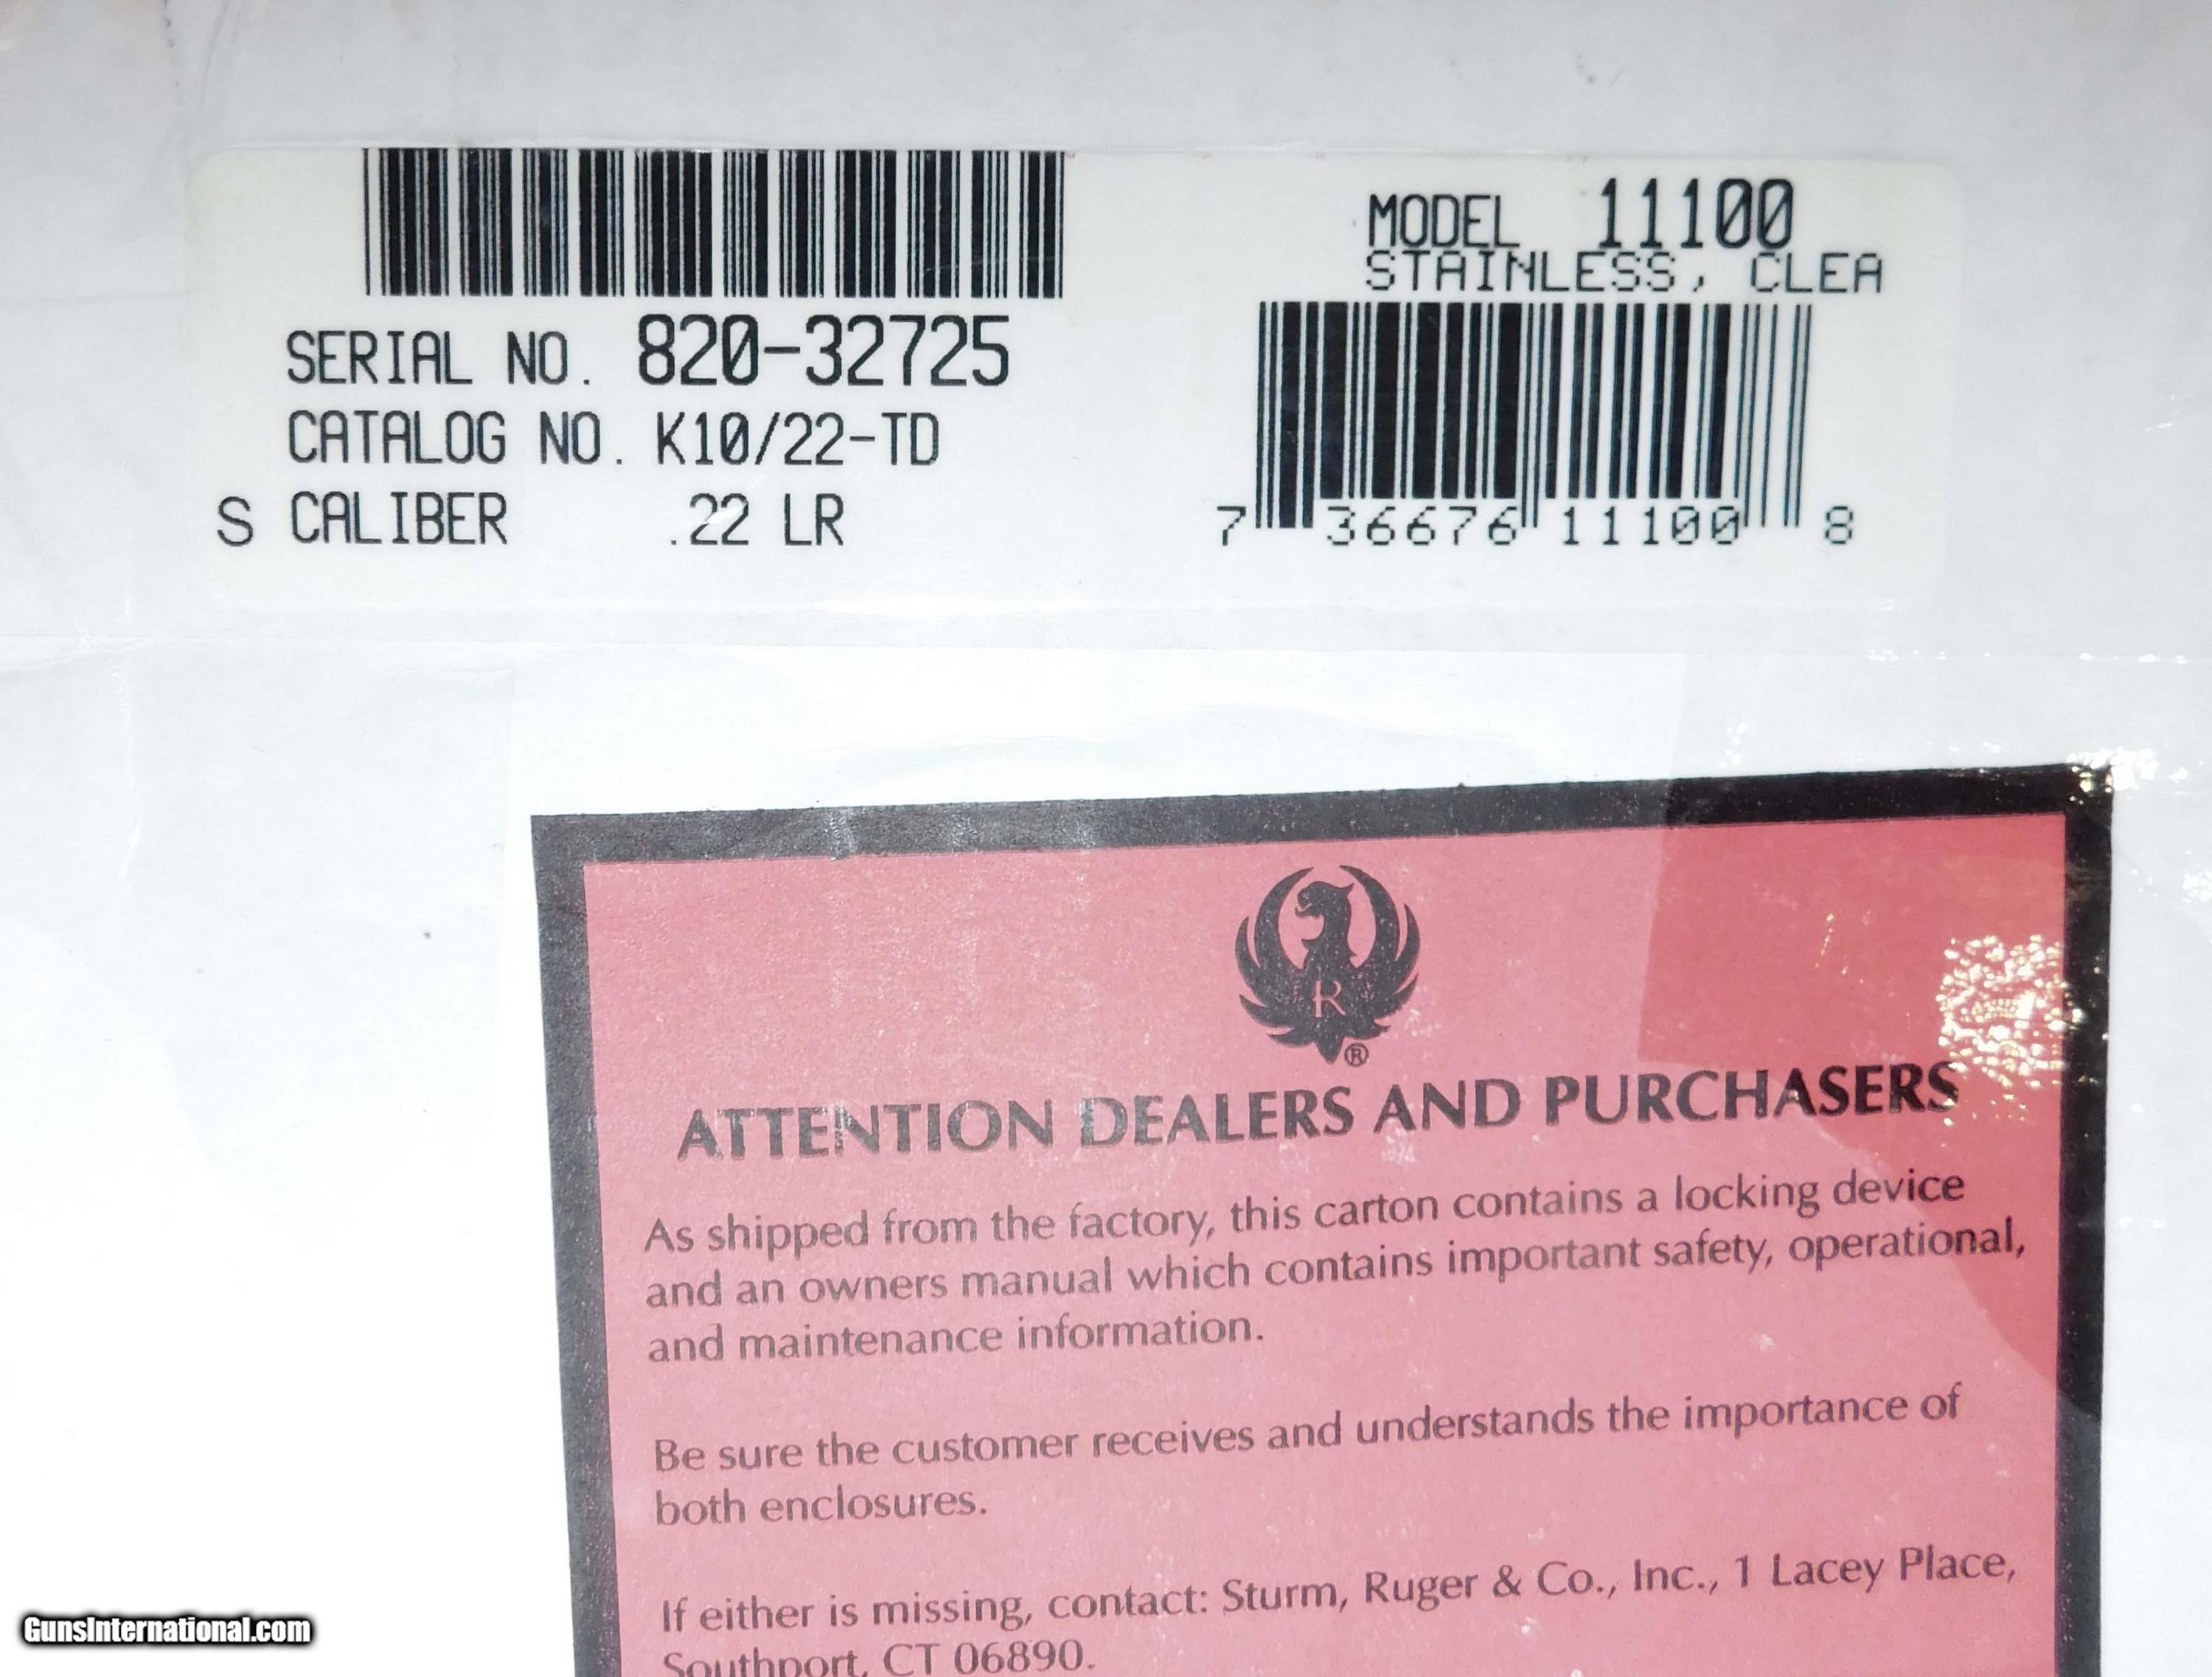 SERIAL NO. 820-32725
CATALOG NO. K10/22-TD
S CALIBER .22 LR
MODEL 11100
STAINLESS, CLEA
7 36676 11100 8
R
®
ATTENTION DEALERS AND PURCHASERS
As shipped from the factory, this carton contains a locking device
and an owners manual which contains important safety, operational,
and maintenance information.
Be sure the customer receives and understands the importance of
both enclosures.
If either is missing, contact: Sturm, Ruger & Co., Inc., 1 Lacey Place,
Southport, CT 06890.
GunsInternational.com